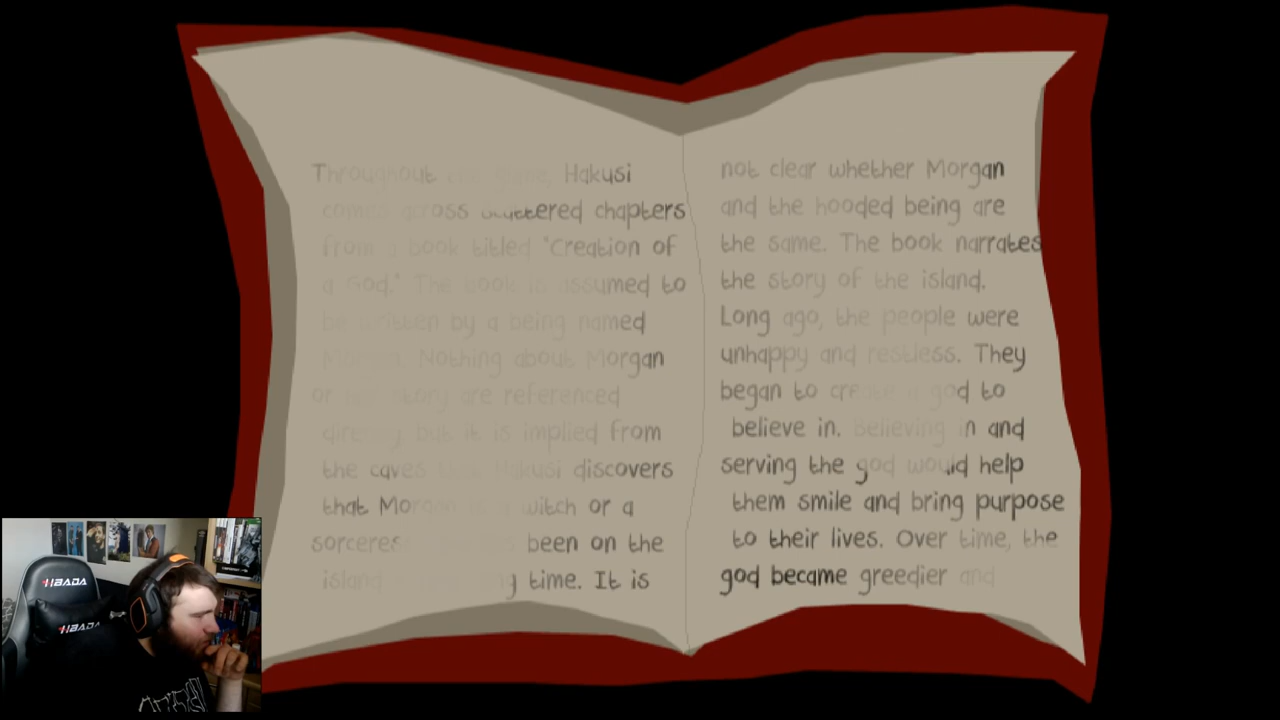 Throughout the game, Hakusi
comes across scattered chapters
from a book titled "Creation of
a God." The book is assumed to
be written by a being named
Morgan. Nothing about Morgan
or story are referenced
directly but it is implied from
the caves that Hakusi discovers
that Morgan is a witch or a
sorceress been on the
island a long time. It is
not clear whether Morgan
and the hooded being are
the same. The book narrates
the story of the island.
Long ago, the people were
unhappy and restless. They
began to create a god to
believe in. Believing in and
serving the god would help
them smile and bring purpose
to their lives. Over time, the
god became greedier and
HBADA
HBADA